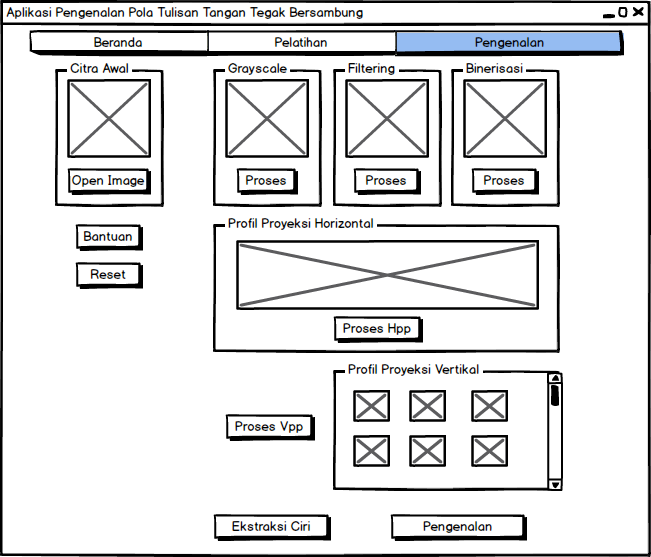 Aplikasi Pengenalan Pola Tulisan Tangan Tegak Bersambung
Beranda
Pelatihan
Pengenalan
Citra Awal
Grayscale
Filtering
Binerisasi
Open Image
Proses
Proses
Proses
Bantuan
Reset
Profil Proyeksi Horizontal
Proses Hpp
Profil Proyeksi Vertikal
Proses Vpp
Ekstraksi Ciri
Pengenalan